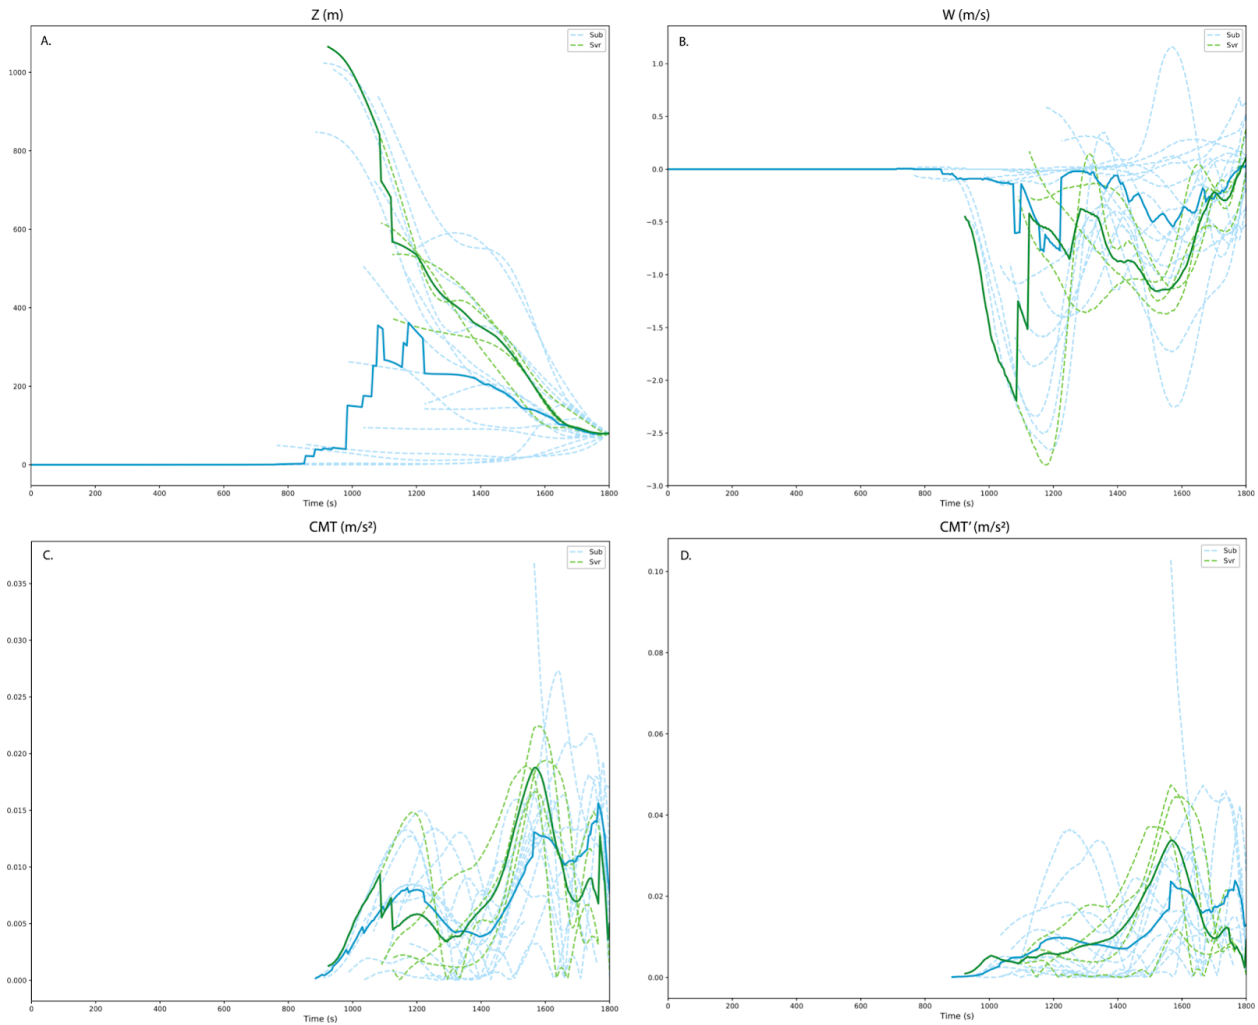 Z (m)
A.
Sub
Svr
1000
800
600
400
200
0
0 200 400 600 800 1000 1200 1400 1600 1800
Time (s)
W (m/s)
B.
Sub
Svr
1.0
0.5
0.0
−0.5
−1.0
−1.5
−2.0
−2.5
−3.0
0 200 400 600 800 1000 1200 1400 1600 1800
Time (s)
CMT (m/s²)
C.
Sub
Svr
0.035
0.030
0.025
0.020
0.015
0.010
0.005
0.000
0 200 400 600 800 1000 1200 1400 1600 1800
Time (s)
CMT′ (m/s²)
D.
Sub
Svr
0.10
0.08
0.06
0.04
0.02
0.00
0 200 400 600 800 1000 1200 1400 1600 1800
Time (s)